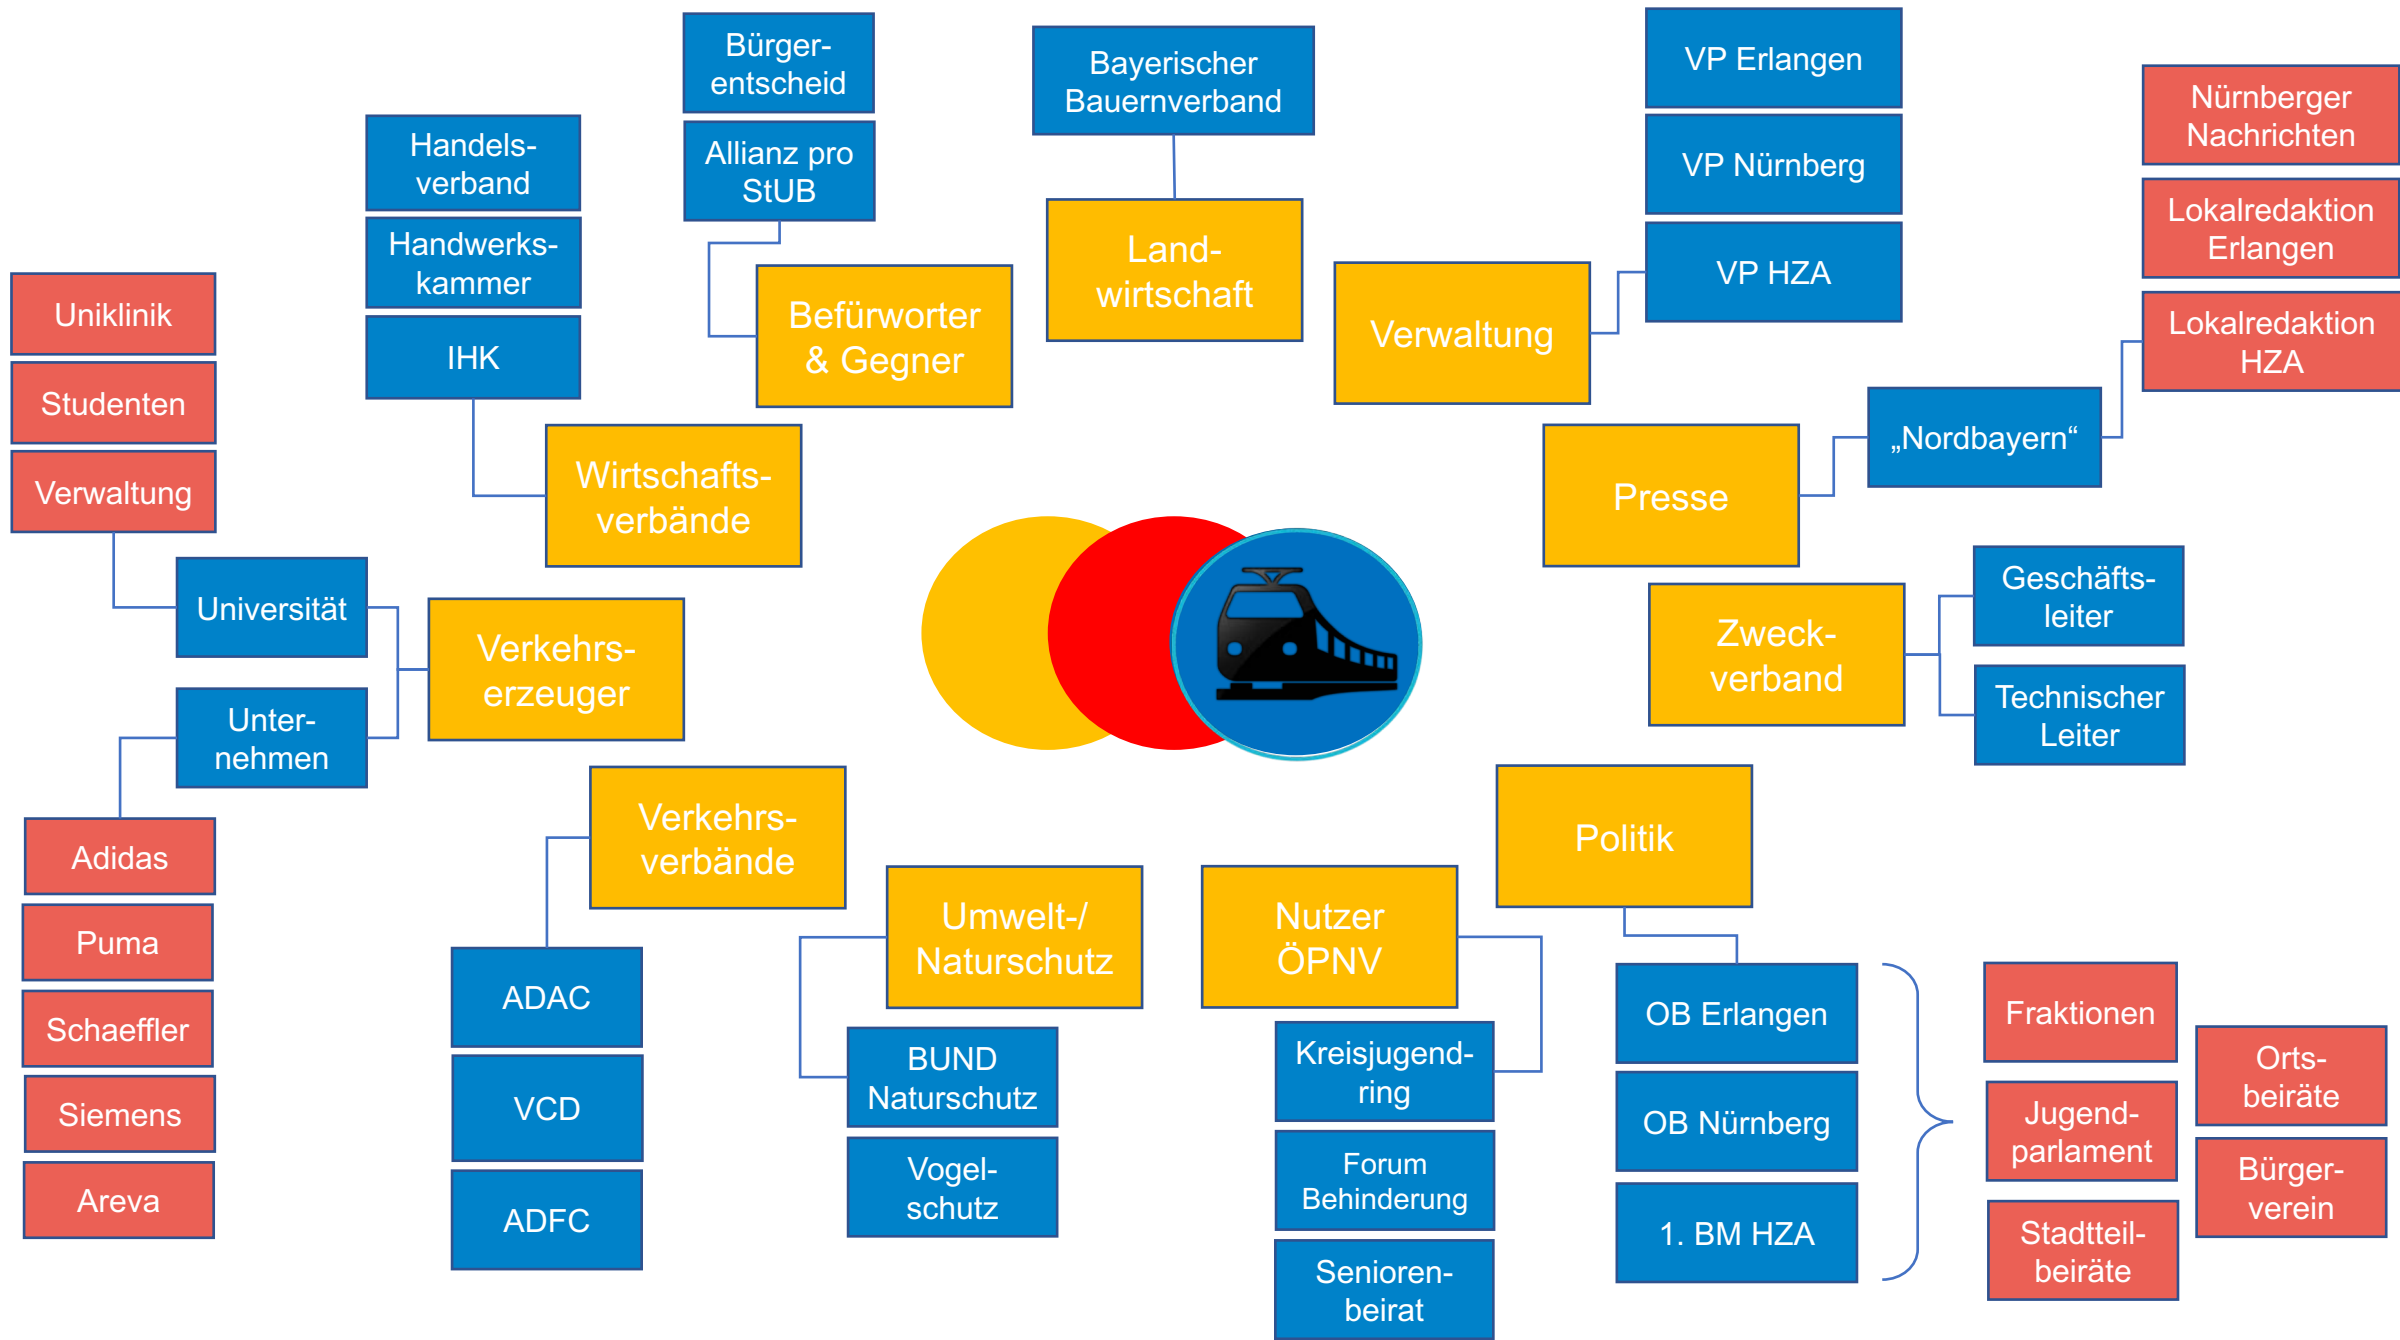 Bürger-
entscheid
Allianz pro
StUB
Befürworter
& Gegner
Bayerischer
Bauernverband
Land-
wirtschaft
VP Erlangen
VP Nürnberg
VP HZA
Verwaltung
Nürnberger
Nachrichten
Lokalredaktion
Erlangen
Lokalredaktion
HZA
„Nordbayern“
Presse
Handels-
verband
Handwerks-
kammer
IHK
Wirtschafts-
verbände
Uniklinik
Studenten
Verwaltung
Universität
Unter-
nehmen
Verkehrs-
erzeuger
Adidas
Puma
Schaeffler
Siemens
Areva
Geschäfts-
leiter
Technischer
Leiter
Zweck-
verband
Verkehrs-
verbände
ADAC
VCD
ADFC
Umwelt-/
Naturschutz
BUND
Naturschutz
Vogel-
schutz
Nutzer
ÖPNV
Kreisjugend-
ring
Forum
Behinderung
Senioren-
beirat
Politik
OB Erlangen
OB Nürnberg
1. BM HZA
Fraktionen
Jugend-
parlament
Stadtteil-
beiräte
Orts-
beiräte
Bürger-
verein